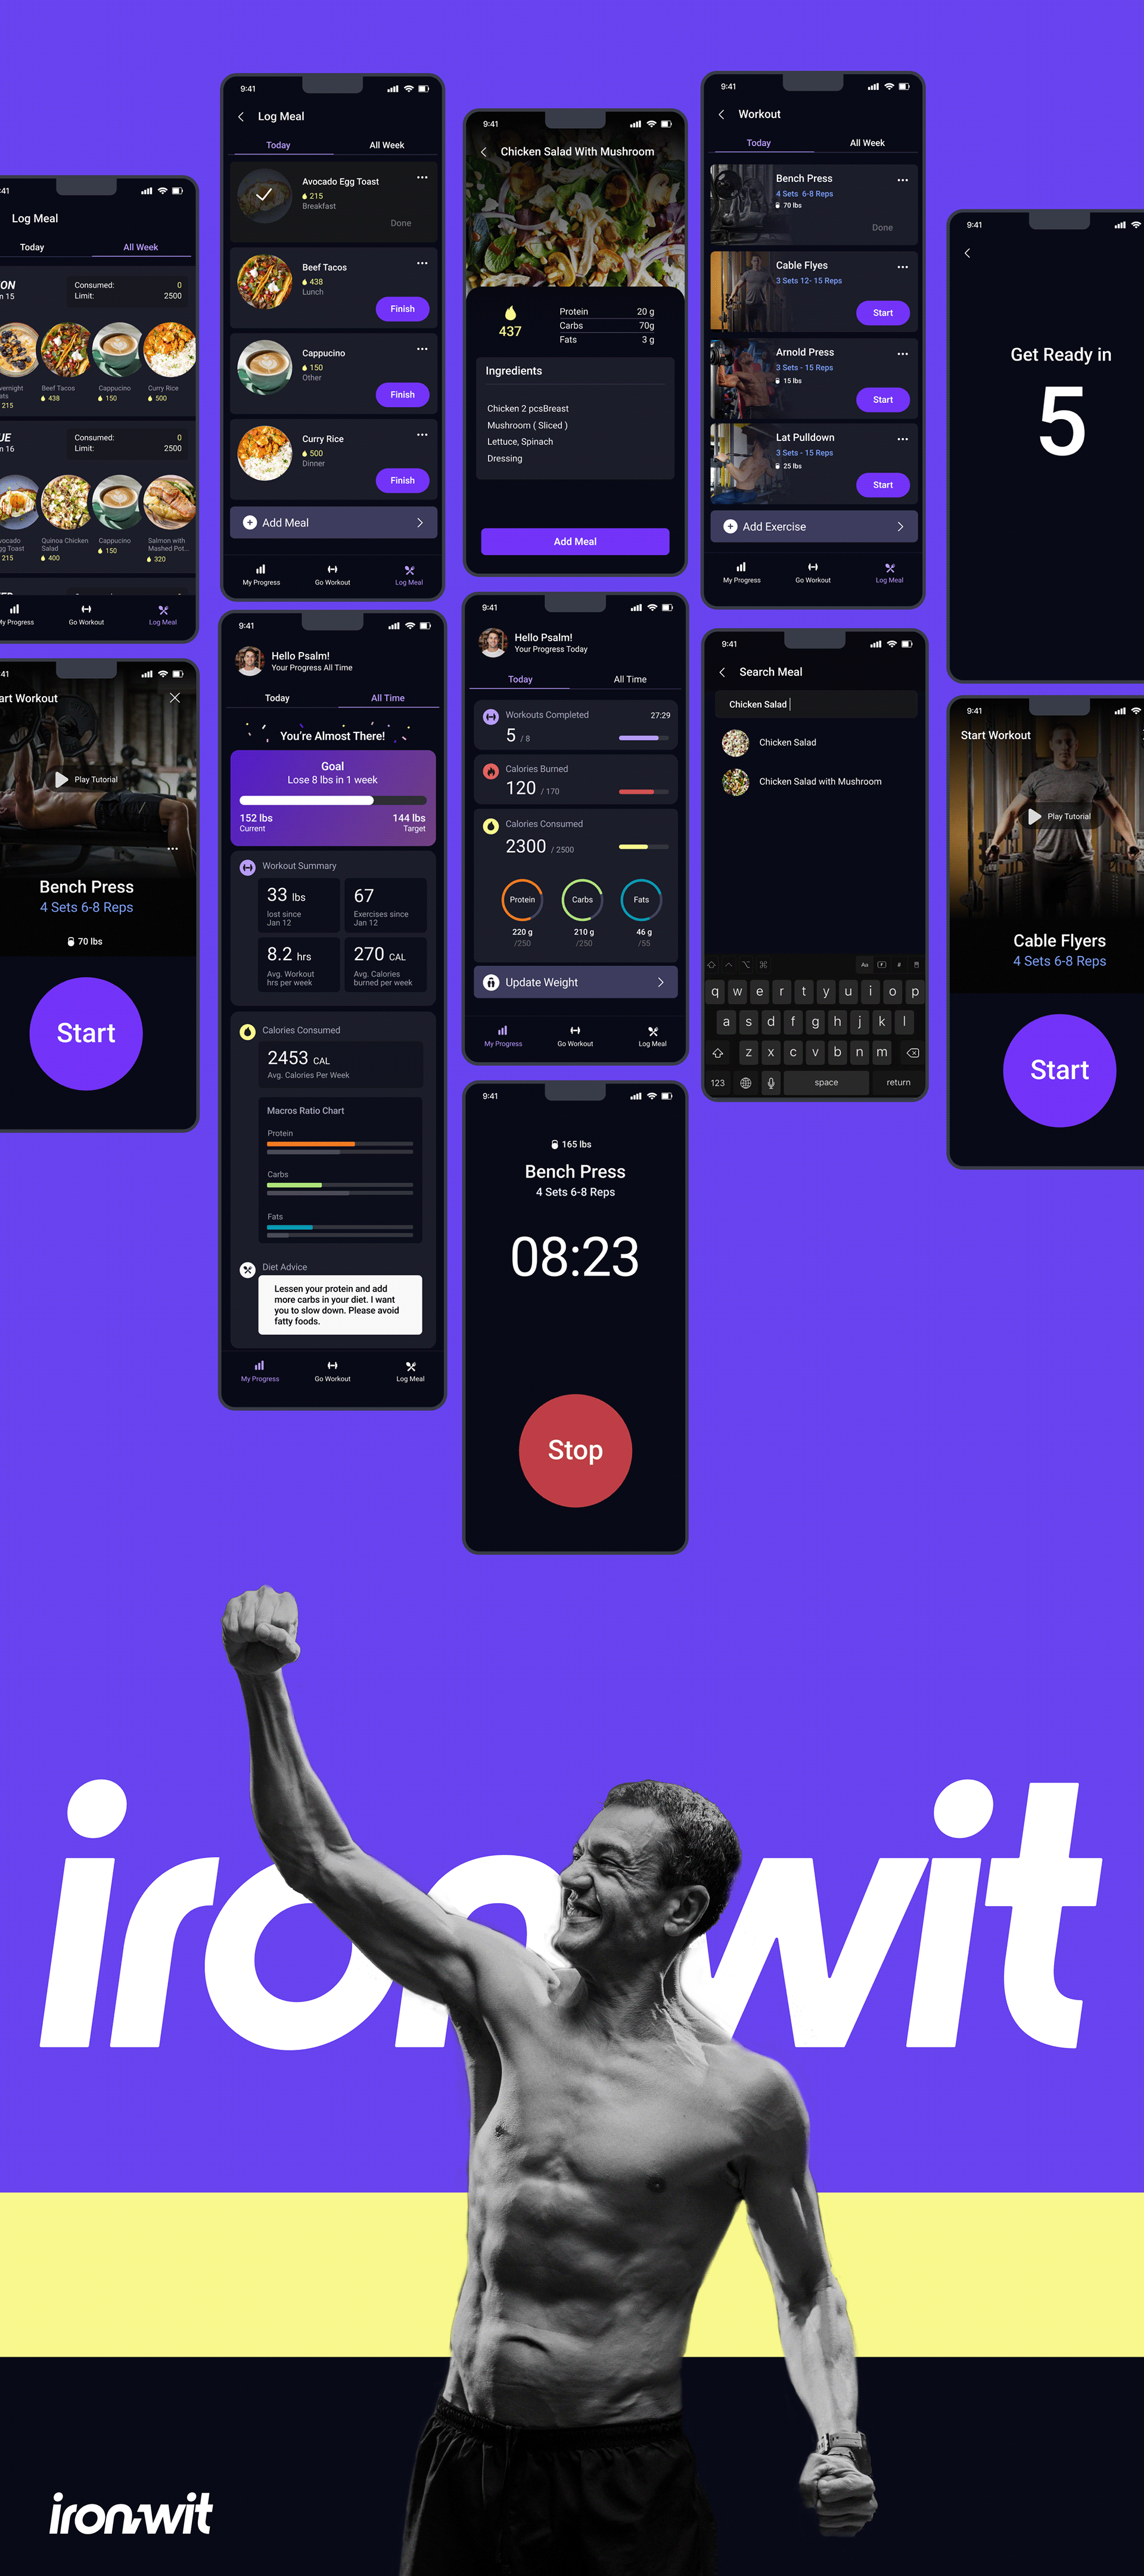 9:41
Log Meal
Today
All Week
Avocado Egg Toast
215
Breakfast
Done
Beef Tacos
438
Lunch
Finish
Cappucino
150
Other
Finish
Curry Rice
500
Dinner
Finish
Add Meal
My Progress
Go Workout
Log Meal
9:41
Chicken Salad With Mushroom
437
Protein 20 g
Carbs 70g
Fats 3 g
Ingredients
Chicken 2 pcsBreast
Mushroom ( Sliced )
Lettuce, Spinach
Dressing
Add Meal
9:41
Workout
Today
All Week
Bench Press
4 Sets 6-8 Reps
70 lbs
Done
Cable Flyes
3 Sets 12- 15 Reps
Start
Arnold Press
3 Sets - 15 Reps
15 lbs
Start
Lat Pulldown
3 Sets - 15 Reps
25 lbs
Start
Add Exercise
My Progress
Go Workout
Log Meal
:41
Log Meal
Today
All Week
ON
n 15
Consumed: 0
Limit: 2500
vernight
ats
215
Beef Tacos
438
Cappucino
150
Curry Rice
500
UE
n 16
Consumed: 0
Limit: 2500
vocado
gg Toast
215
Quinoa Chicken
Salad
400
Cappucino
150
Salmon with
Mashed Pot...
320
My Progress
Go Workout
Log Meal
9:41
Get Ready in
5
9:41
Hello Psalm!
Your Progress All Time
Today
All Time
You're Almost There!
Goal
Lose 8 lbs in 1 week
152 lbs
Current
144 lbs
Target
Workout Summary
33 lbs
lost since
Jan 12
67
Exercises since
Jan 12
8.2 hrs
Avg. Workout
hrs per week
270 CAL
Avg. Calories
burned per week
Calories Consumed
2453 CAL
Avg. Calories Per Week
Macros Ratio Chart
Protein
Carbs
Fats
Diet Advice
Lessen your protein and add
more carbs in your diet. I want
you to slow down. Please avoid
fatty foods.
My Progress
Go Workout
Log Meal
9:41
Hello Psalm!
Your Progress Today
Today
All Time
Workouts Completed
27:29
5 / 8
Calories Burned
120 / 170
Calories Consumed
2300 / 2500
Protein
220 g
/250
Carbs
210 g
/250
Fats
46 g
/55
Update Weight
My Progress
Go Workout
Log Meal
9:41
Search Meal
Chicken Salad
Chicken Salad
Chicken Salad with Mushroom
Aa
#
q w e r t y u i o p
a s d f g h j k l
z x c v b n m
123
space
return
:41
art Workout
Play Tutorial
Bench Press
4 Sets 6-8 Reps
70 lbs
Start
9:41
Start Workout
Play Tutorial
Cable Flyers
4 Sets 6-8 Reps
Start
9:41
165 lbs
Bench Press
4 Sets 6-8 Reps
08:23
Stop
ironwit
ironwit